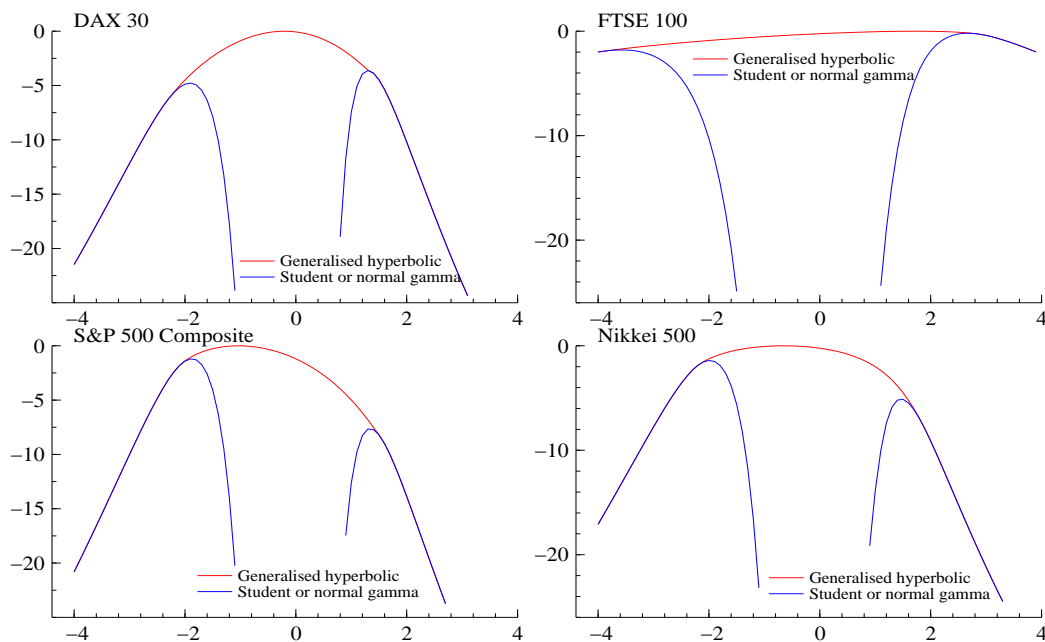 DAX 30
0
−5
−10
−15
−20
Generalised hyperbolic
Student or normal gamma
−4 −2 0 2 4
FTSE 100
0
−10
−20
Generalised hyperbolic
Student or normal gamma
−4 −2 0 2 4
S&P 500 Composite
0
−5
−10
−15
−20
Generalised hyperbolic
Student or normal gamma
−4 −2 0 2 4
Nikkei 500
0
−10
−20
Generalised hyperbolic
Student or normal gamma
−4 −2 0 2 4